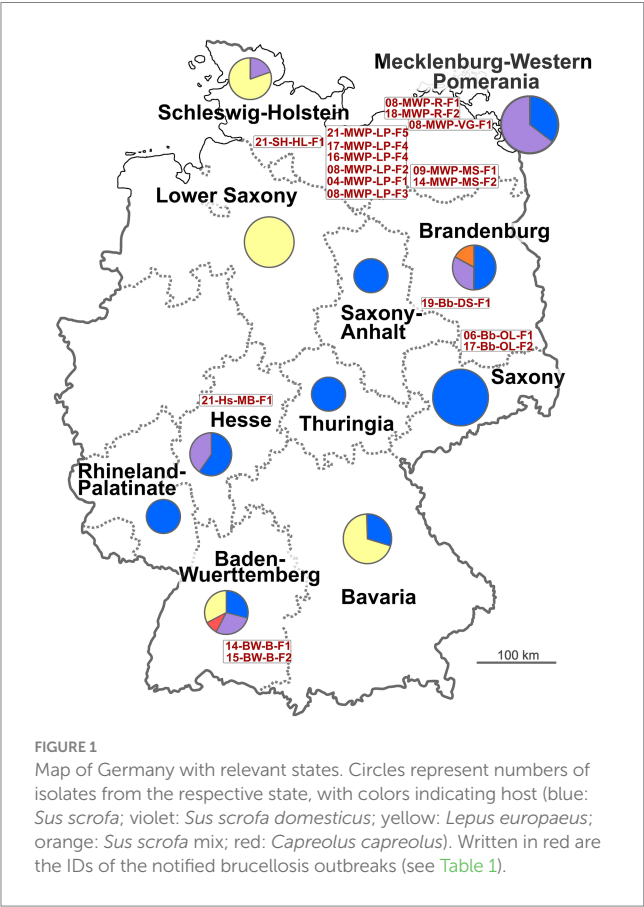 Mecklenburg-Western
Pomerania
08-MWP-R-F1
18-MWP-R-F2
08-MWP-VG-F1
Schleswig-Holstein
21-SH-HL-F1
21-MWP-LP-F5
17-MWP-LP-F4
16-MWP-LP-F4
08-MWP-LP-F2
04-MWP-LP-F1
08-MWP-LP-F3
09-MWP-MS-F1
14-MWP-MS-F2
Lower Saxony
Brandenburg
19-Bb-DS-F1
Saxony-
Anhalt
06-Bb-OL-F1
17-Bb-OL-F2
Saxony
21-Hs-MB-F1
Hesse
Thuringia
Rhineland-
Palatinate
Baden-
Wuerttemberg
Bavaria
14-BW-B-F1
15-BW-B-F2
100 km
FIGURE 1
Map of Germany with relevant states. Circles represent numbers of
isolates from the respective state, with colors indicating host (blue:
Sus scrofa; violet: Sus scrofa domesticus; yellow: Lepus europaeus;
orange: Sus scrofa mix; red: Capreolus capreolus). Written in red are
the IDs of the notified brucellosis outbreaks (see Table 1).